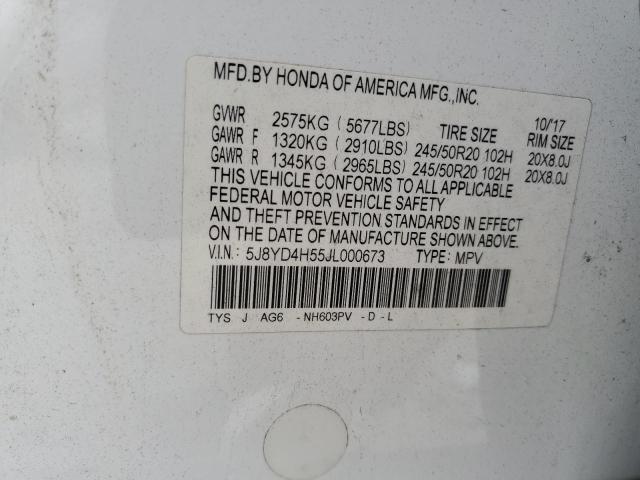 MFD.BY HONDA OF AMERICA MFG.,INC.
10/'17
GVWR 2575KG (5677LBS) TIRE SIZE RIM SIZE
GAWR F 1320KG (2910LBS) 245/50R20 102H 20X8.0J
GAWR R 1345KG (2965LBS) 245/50R20 102H 20X8.0J
THIS VEHICLE CONFORMS TO ALL APPLICABLE
FEDERAL MOTOR VEHICLE SAFETY
AND THEFT PREVENTION STANDARDS IN EFFECT
ON THE DATE OF MANUFACTURE SHOWN ABOVE.
V.I.N.: 5J8YD4H55JL000673 TYPE: MPV
TYS J AG6 -NH603PV -D-L